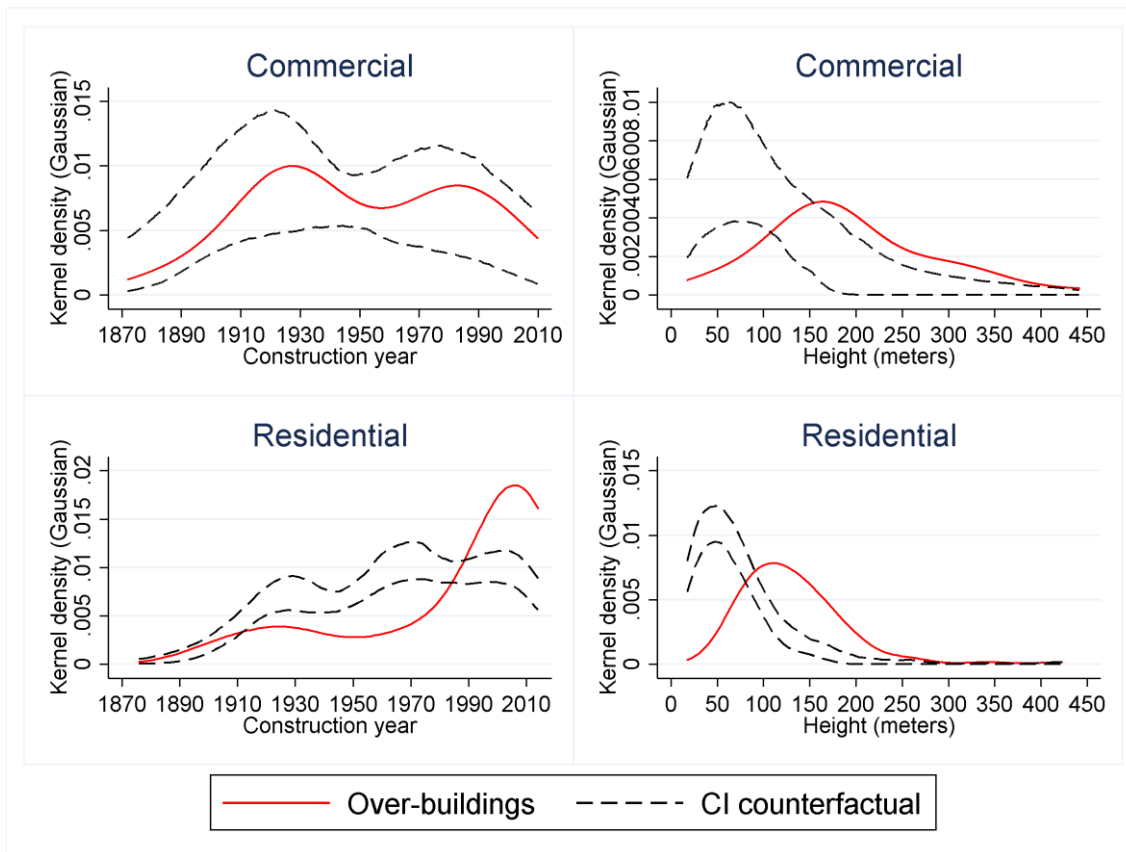 Commercial
Kernel density (Gaussian)
0 .005 .01 .015
1870 1890 1910 1930 1950 1970 1990 2010
Construction year
Commercial
Kernel density (Gaussian)
0 .002.004.006.008.01
0 50 100 150 200 250 300 350 400 450
Height (meters)
Residential
Kernel density (Gaussian)
0 .005 .01 .015 .02
1870 1890 1910 1930 1950 1970 1990 2010
Construction year
Residential
Kernel density (Gaussian)
0 .005 .01 .015
0 50 100 150 200 250 300 350 400 450
Height (meters)
Over-buildings CI counterfactual